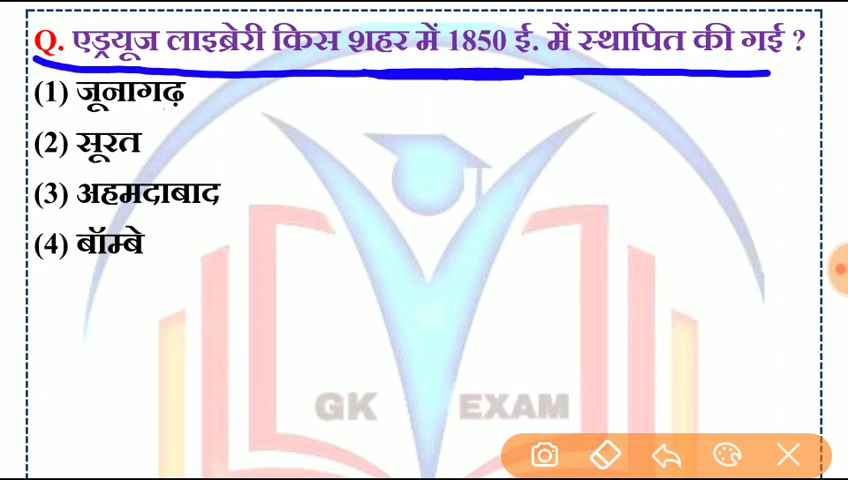 Q. एड्रयूज लाइब्रेरी किस शहर में 1850 ई. में स्थापित की गई ?
(1) जूनागढ़
(2) सूरत
(3) अहमदाबाद
(4) बॉम्बे
GK EXAM